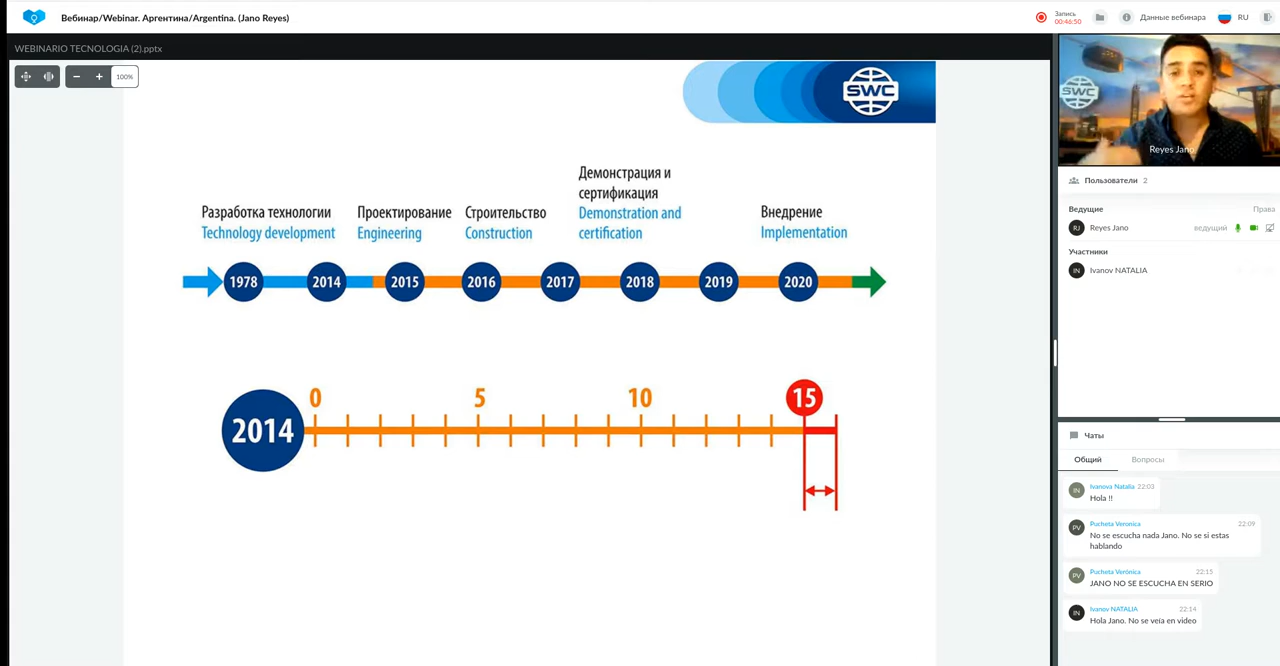 Вебинар/Webinar. Аргентина/Argentina. (Jano Reyes)
Запись
00:46:50
Данные вебинара
RU
WEBINARIO TECNOLOGIA (2).pptx
100%
SWC
Разработка технологии
Technology development
Проектирование
Engineering
Строительство
Construction
Демонстрация и
сертификация
Demonstration and
certification
Внедрение
Implementation
1978
2014
2015
2016
2017
2018
2019
2020
2014
0
5
10
15
SWC
Reyes Jano
Пользователи 2
Ведущие
Права
RJ
Reyes Jano
ведущий
Участники
IN
Ivanov NATALIA
Чаты
Общий
Вопросы
IN
Ivanova Natalia 22:03
Hola !!
PV
Pucheta Veronica 22:09
No se escucha nada Jano. No se si estas
hablando
PV
Pucheta Verónica 22:13
JANO NO SE ESCUCHA EN SERIO
IN
Ivanov NATALIA 22:14
Hola Jano. No se veía en video